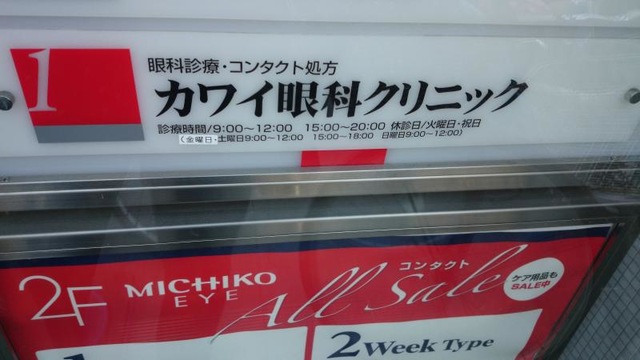 1
眼科診療・コンタクト処方
カワイ眼科クリニック
診療時間/9:00〜12:00 15:00〜20:00 休診日/火曜日・祝日
(金曜日・土曜日9:00〜12:00 15:00〜18:00 日曜日9:00〜12:00)
2F MICHIKO EYE
コンタクト
All Sale
ケア用品も
SALE中
2 Week Type